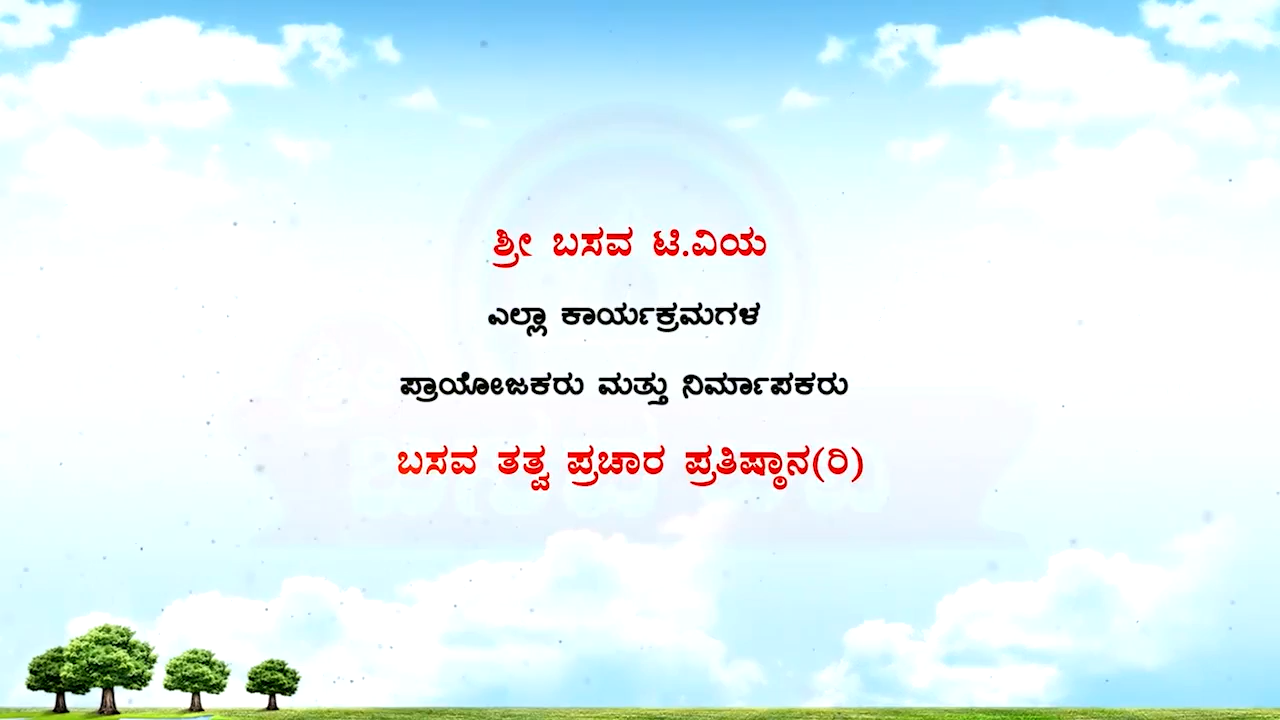 ಶ್ರೀ ಬಸವ ಟಿ.ವಿಯ
ಎಲ್ಲಾ ಕಾರ್ಯಕ್ರಮಗಳ
ಪ್ರಾಯೋಜಕರು ಮತ್ತು ನಿರ್ಮಾಪಕರು
ಬಸವ ತತ್ವ ಪ್ರಚಾರ ಪ್ರತಿಷ್ಠಾನ(ರಿ)